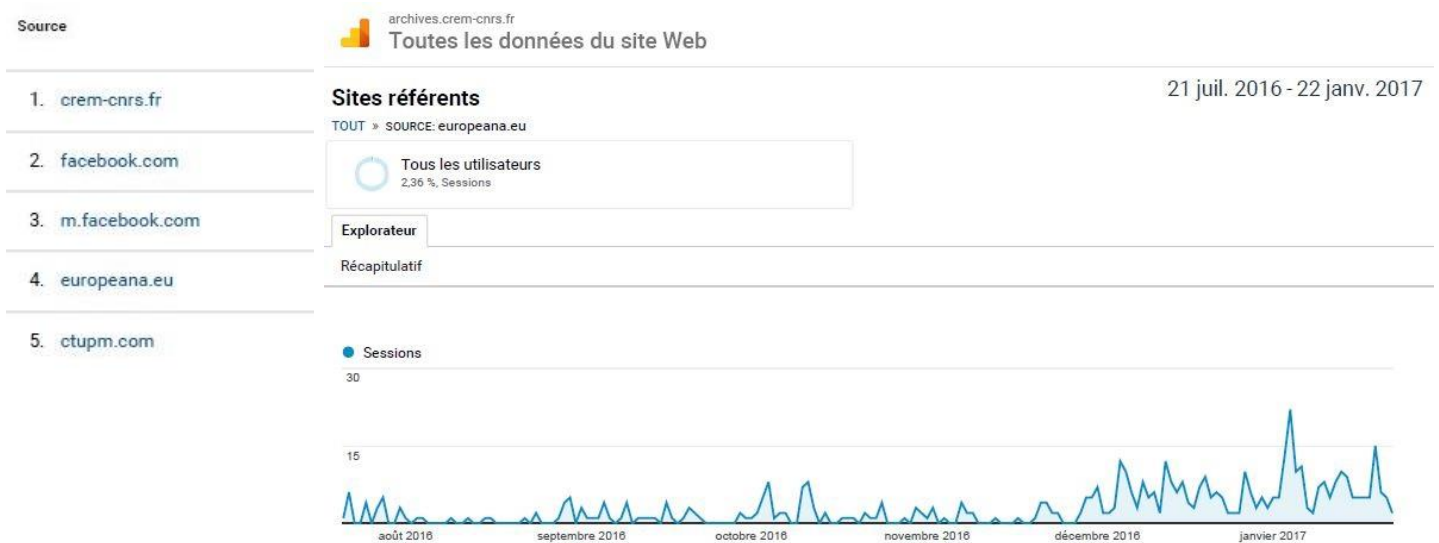 Source
1. crem-cnrs.fr
2. facebook.com
3. m.facebook.com
4. europeana.eu
5. ctupm.com
archives.crem-cnrs.fr
Toutes les données du site Web
Sites référents
21 juil. 2016 - 22 janv. 2017
TOUT » SOURCE: europeana.eu
Tous les utilisateurs
2,36 %, Sessions
Explorateur
Récapitulatif
Sessions
30
15
août 2016 septembre 2016 octobre 2016 novembre 2016 décembre 2016 janvier 2017